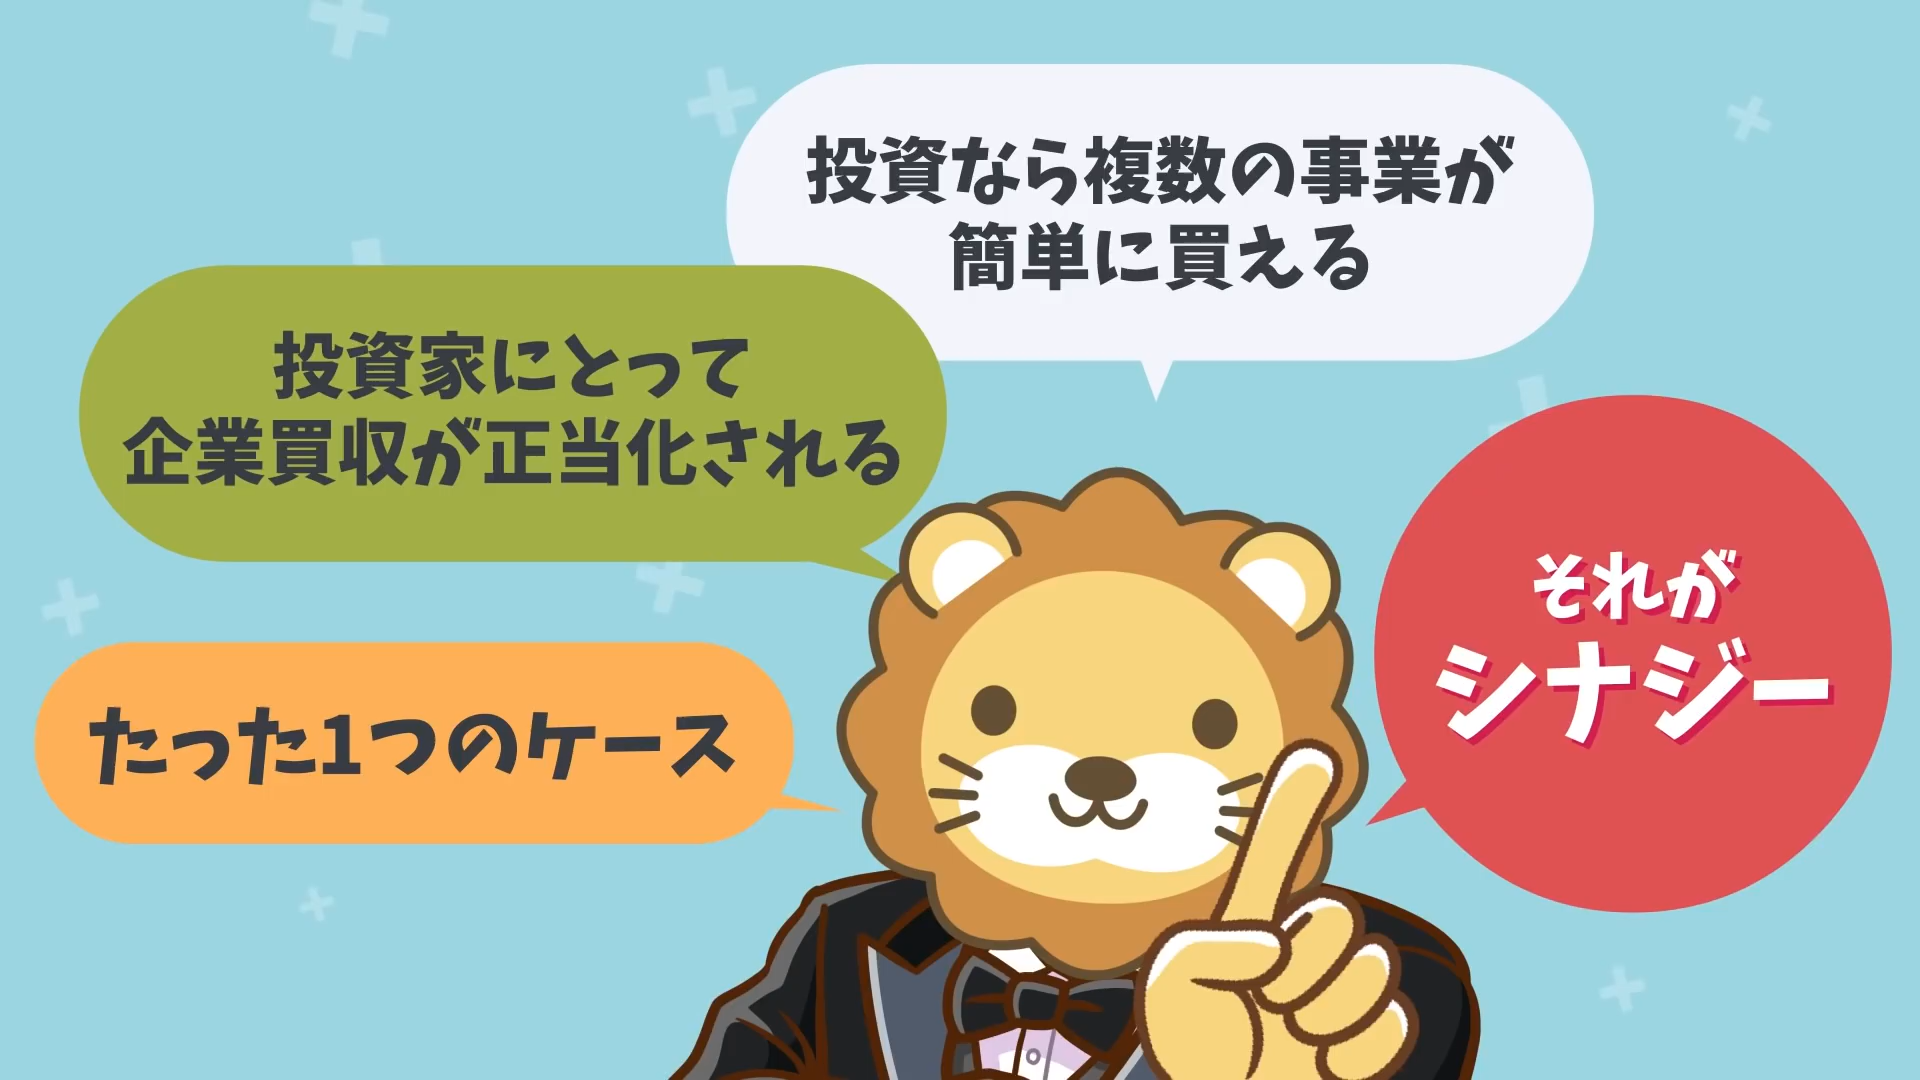 投資なら複数の事業が
簡単に買える
投資家にとって
企業買収が正当化される
たった1つのケース
それが
シナジー